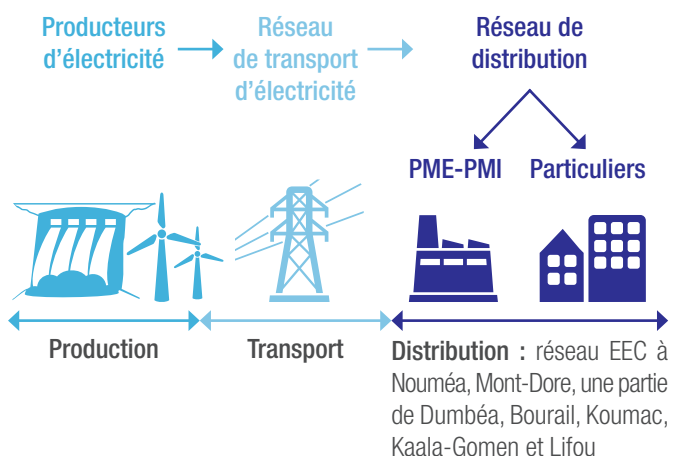 Producteurs
d’électricité
Réseau
de transport
d’électricité
Réseau de
distribution
PME-PMI
Particuliers
Production
Transport
Distribution : réseau EEC à
Nouméa, Mont-Dore, une partie
de Dumbéa, Bourail, Koumac,
Kaala-Gomen et Lifou